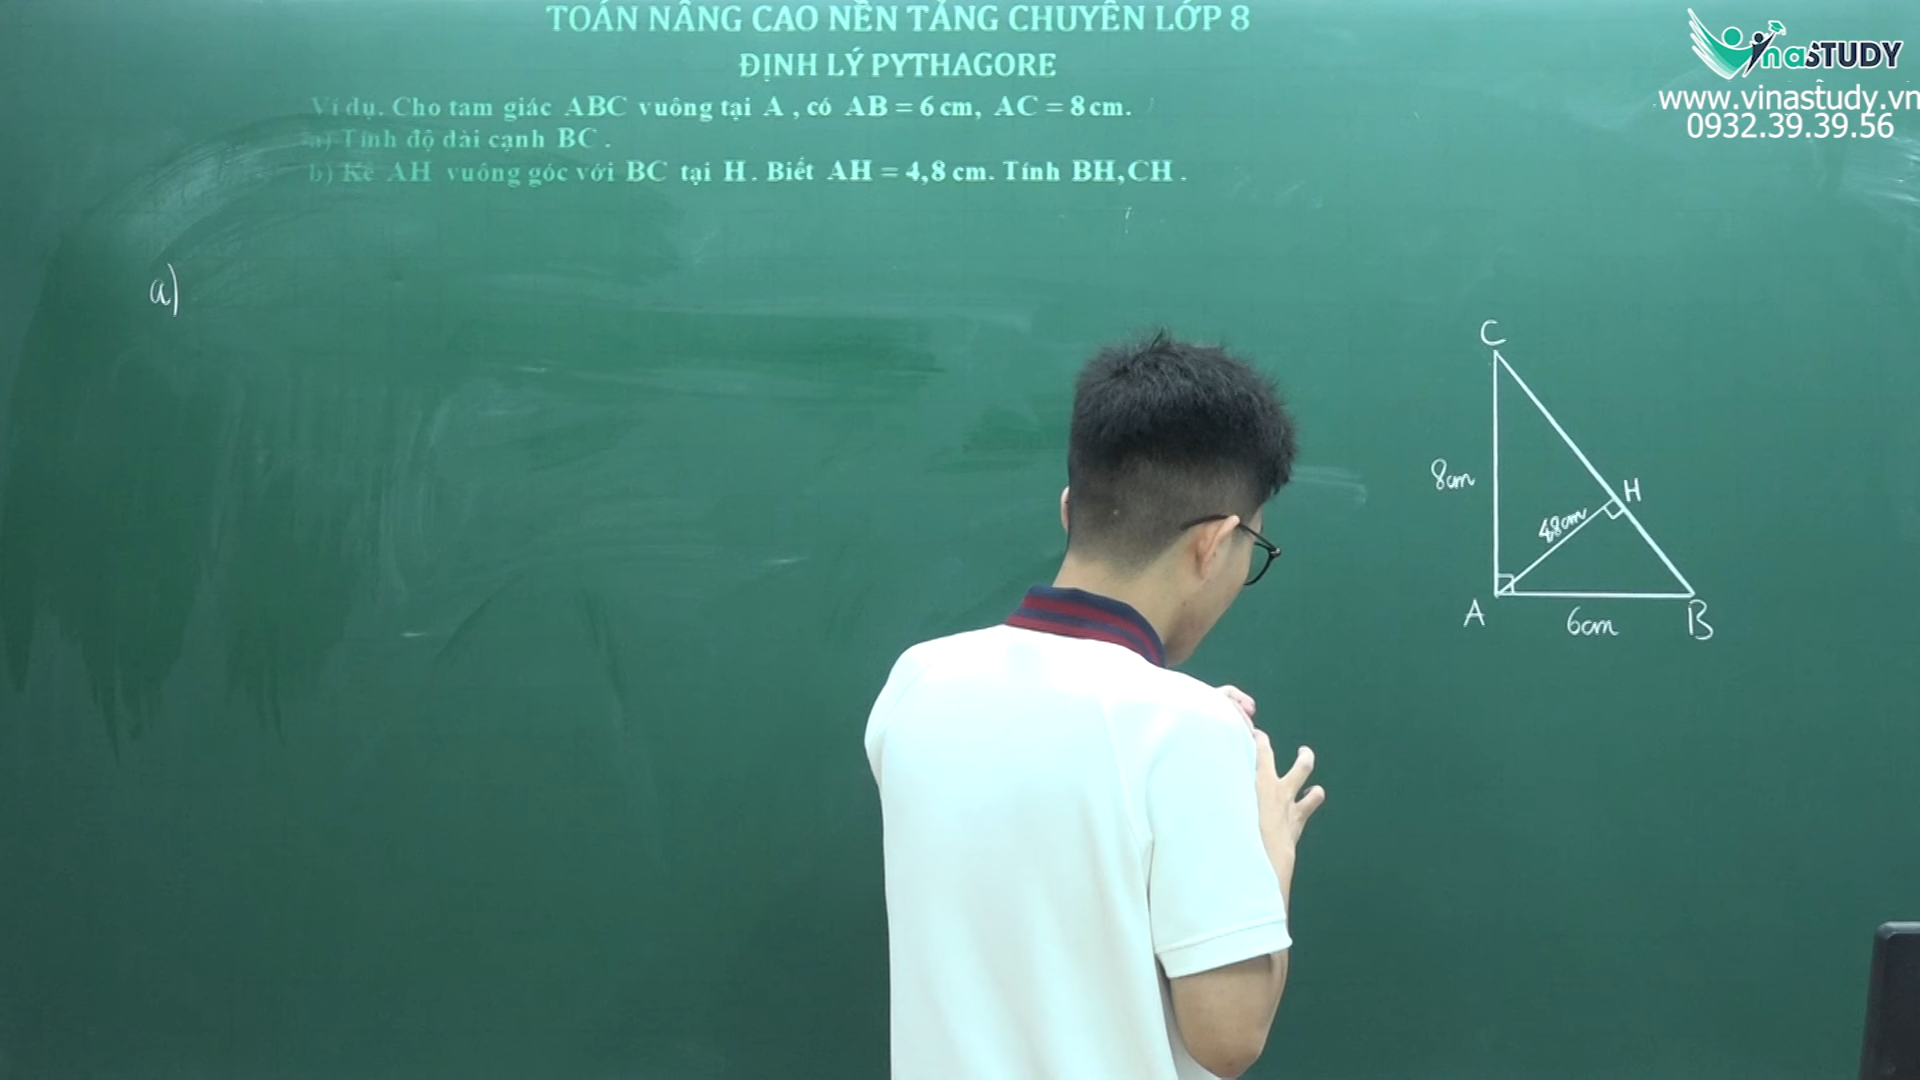 TOÁN NÂNG CAO NỀN TẢNG CHUYÊN LỚP 8
ĐỊNH LÝ PYTHAGORE
Ví dụ. Cho tam giác ABC vuông tại A , có AB = 6 cm, AC = 8 cm.
a) Tính độ dài cạnh BC .
b) Kẻ AH vuông góc với BC tại H . Biết AH = 4,8 cm. Tính BH, CH .
VinaSTUDY
www.vinastudy.vn
0932.39.39.56
a)
C
8cm
H
4,8cm
A
6cm
B